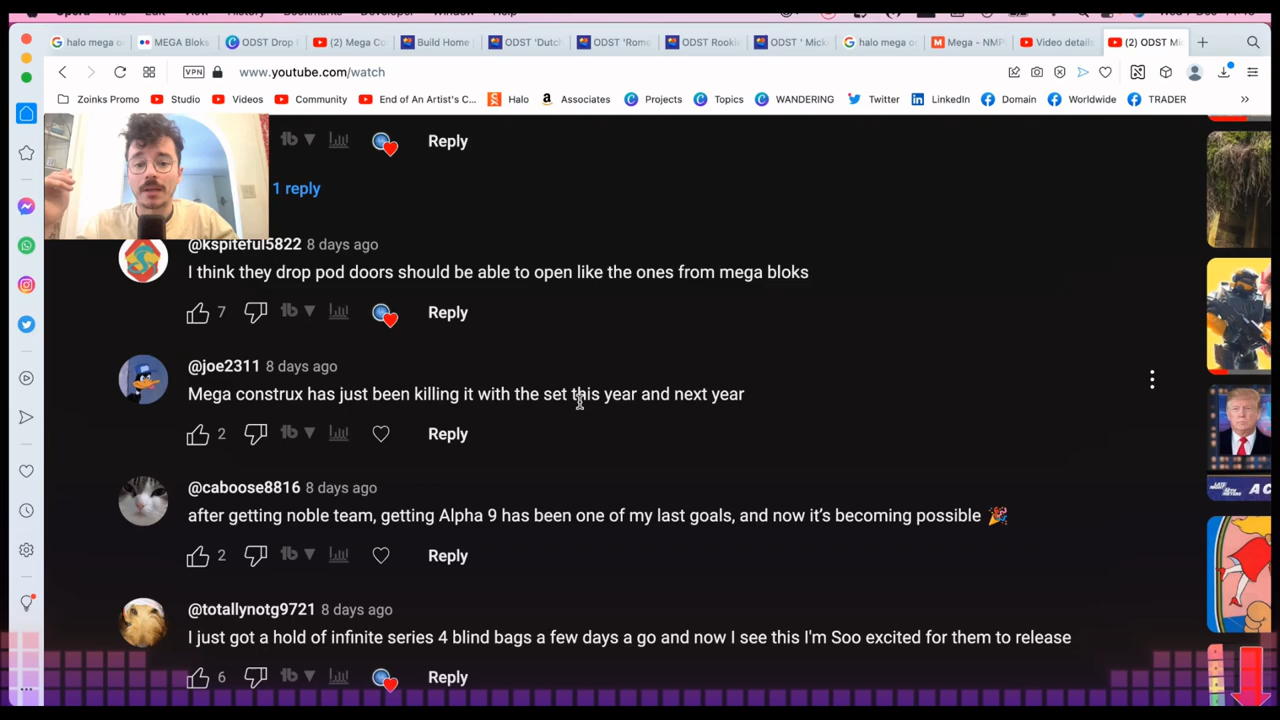 halo mega o
MEGA Bloks
ODST Drop
(2) Mega Co
Build Home
ODST 'Dutch
ODST 'Rome
ODST Rookie
ODST ' Mick
halo mega o
Mega - NMP
Video details
(2) ODST Mi
VPN
www.youtube.com/watch
Zoinks Promo
Studio
Videos
Community
End of An Artist's C...
Halo
Associates
Projects
Topics
WANDERING
Twitter
LinkedIn
Domain
Worldwide
TRADER
Reply
1 reply
@kspiteful5822 8 days ago
I think they drop pod doors should be able to open like the ones from mega bloks
7
Reply
@joe2311 8 days ago
Mega construx has just been killing it with the set this year and next year
2
Reply
@caboose8816 8 days ago
after getting noble team, getting Alpha 9 has been one of my last goals, and now it's becoming possible 🎉
2
Reply
@totallynotg9721 8 days ago
I just got a hold of infinite series 4 blind bags a few days a go and now I see this I'm Soo excited for them to release
6
Reply